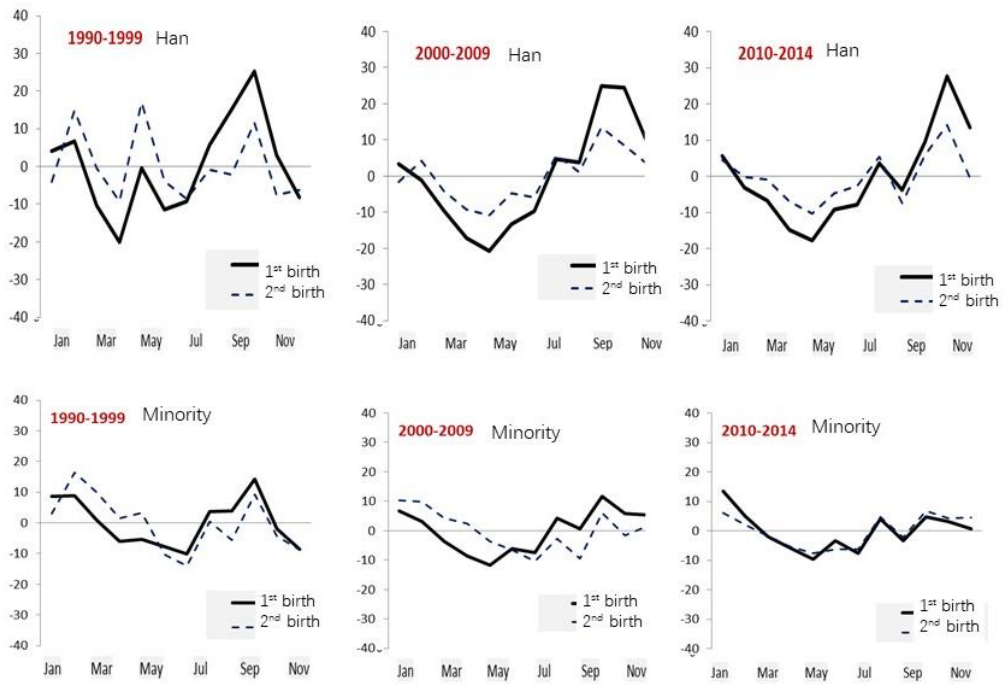 1990-1999 Han
40
30
20
10
0
-10
-20
-30
-40
1st birth
2nd birth
Jan Mar May Jul Sep Nov
2000-2009 Han
40
30
20
10
0
-10
-20
-30
-40
1st birth
2nd birth
Jan Mar May Jul Sep Nov
2010-2014 Han
40
30
20
10
0
-10
-20
-30
-40
1st birth
2nd birth
Jan Mar May Jul Sep Nov
1990-1999 Minority
40
30
20
10
0
-10
-20
-30
-40
1st birth
2nd birth
Jan Mar May Jul Sep Nov
2000-2009 Minority
40
30
20
10
0
-10
-20
-30
-40
1st birth
2nd birth
Jan Mar May Jul Sep Nov
2010-2014 Minority
40
30
20
10
0
-10
-20
-30
-40
1st birth
2nd birth
Jan Mar May Jul Sep Nov